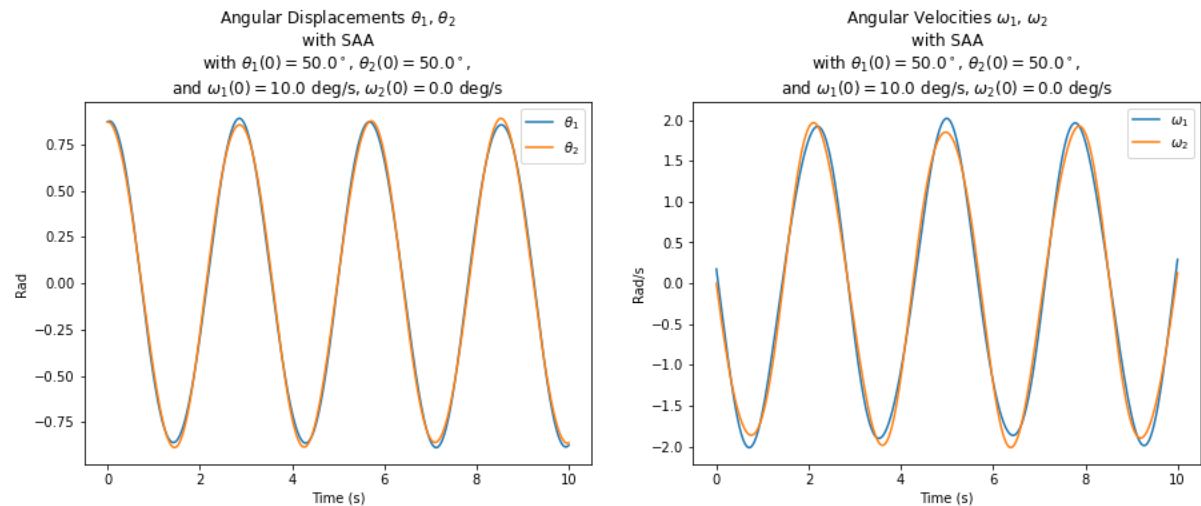 Angular Displacements θ₁, θ₂
with SAA
with θ₁(0) = 50.0°, θ₂(0) = 50.0°,
and ω₁(0) = 10.0 deg/s, ω₂(0) = 0.0 deg/s
θ₁
θ₂
0.75
0.50
0.25
0.00
−0.25
−0.50
−0.75
Rad
0 2 4 6 8 10
Time (s)
Angular Velocities ω₁, ω₂
with SAA
with θ₁(0) = 50.0°, θ₂(0) = 50.0°,
and ω₁(0) = 10.0 deg/s, ω₂(0) = 0.0 deg/s
ω₁
ω₂
2.0
1.5
1.0
0.5
0.0
−0.5
−1.0
−1.5
−2.0
Rad/s
0 2 4 6 8 10
Time (s)